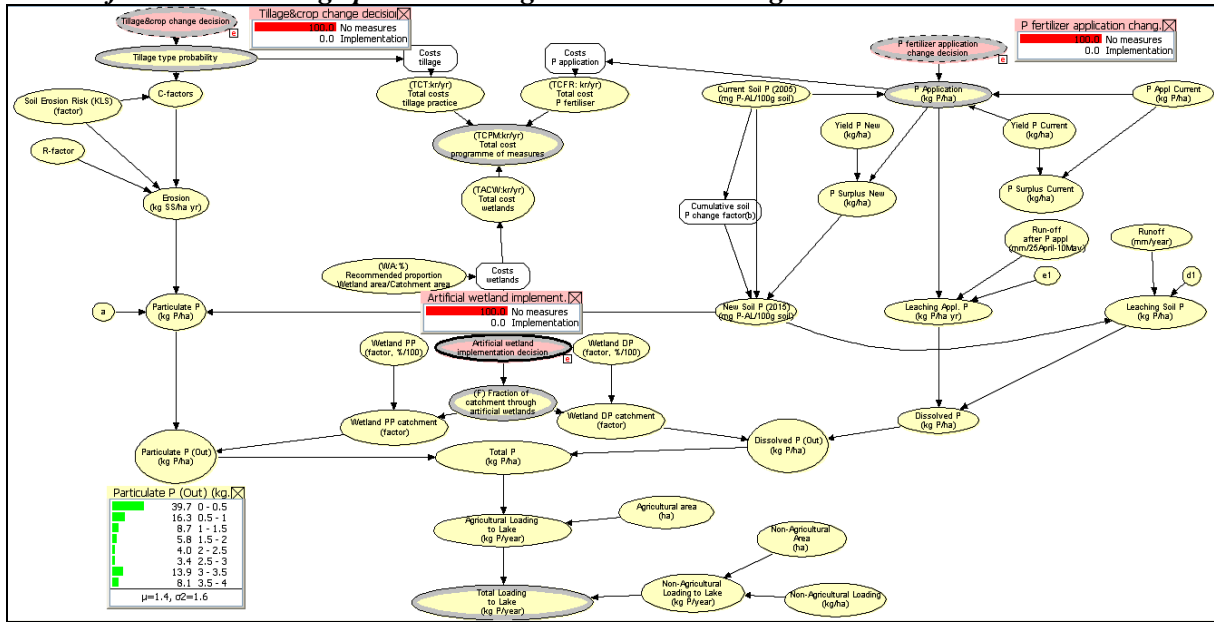 Tillage&crop change decision
Tillage&crop change decisio
100.0 No measures
0.0 Implementation
P fertilizer application chang.
100.0 No measures
0.0 Implementation
P fertilizer application
change decision
e
e
Tillage type probability
Costs
tillage
Costs
P application
Soil Erosion Risk (KLS)
(factor)
C-factors
(TCT:kr/yr)
Total costs
tillage practice
(TCFR: kr/yr)
Total cost
P fertiliser
Current Soil P (2005)
(mg P-AL/100g soil)
P Application
(kg P/ha)
P Appl Current
(kg P/ha)
R-factor
(TCPM:kr/yr)
Total cost
programme of measures
Yield P New
(kg/ha)
Yield P Current
(kg/ha)
Erosion
(kg SS/ha yr)
(TACW:kr/yr)
Total cost
wetlands
Cumulative soil
P change factor(b)
P Surplus New
(kg/ha)
P Surplus Current
(kg/ha)
Run-off
after P appl
(mm/25April-10May)
Runoff
(mm/year)
(WA:%)
Recommended proportion
Wetland area/Catchment area
Costs
wetlands
e1
d1
Artificial wetland implement.
100.0 No measures
0.0 Implementation
a
Particulate P
(kg P/ha)
New Soil P (2015)
(mg P-AL/100g soil)
Leaching Appl. P
(kg P/ha yr)
Leaching Soil P
(kg P/ha)
Wetland PP
(factor, %/100)
Artificial wetland
implementation decision
e
Wetland DP
(factor, %/100)
(F) Fraction of
catchment through
artificial wetlands
Wetland PP catchment
(factor)
Wetland DP catchment
(factor)
Dissolved P
(kg P/ha)
Particulate P (Out)
(kg P/ha)
Total P
(kg P/ha)
Dissolved P (Out)
(kg P/ha)
Particulate P (Out) (kg.
39.7 0 - 0.5
16.3 0.5 - 1
8.7 1 - 1.5
5.8 1.5 - 2
4.0 2 - 2.5
3.4 2.5 - 3
13.9 3 - 3.5
8.1 3.5 - 4
µ=1.4, σ2=1.6
Agricultural Loading
to Lake
(kg P/year)
Agricultural area
(ha)
Non-Agricultural
Area
(ha)
Total Loading
to Lake
(kg P/year)
Non-Agricultural
Loading to Lake
(kg P/year)
Non-Agricultural Loading
(kg/ha)